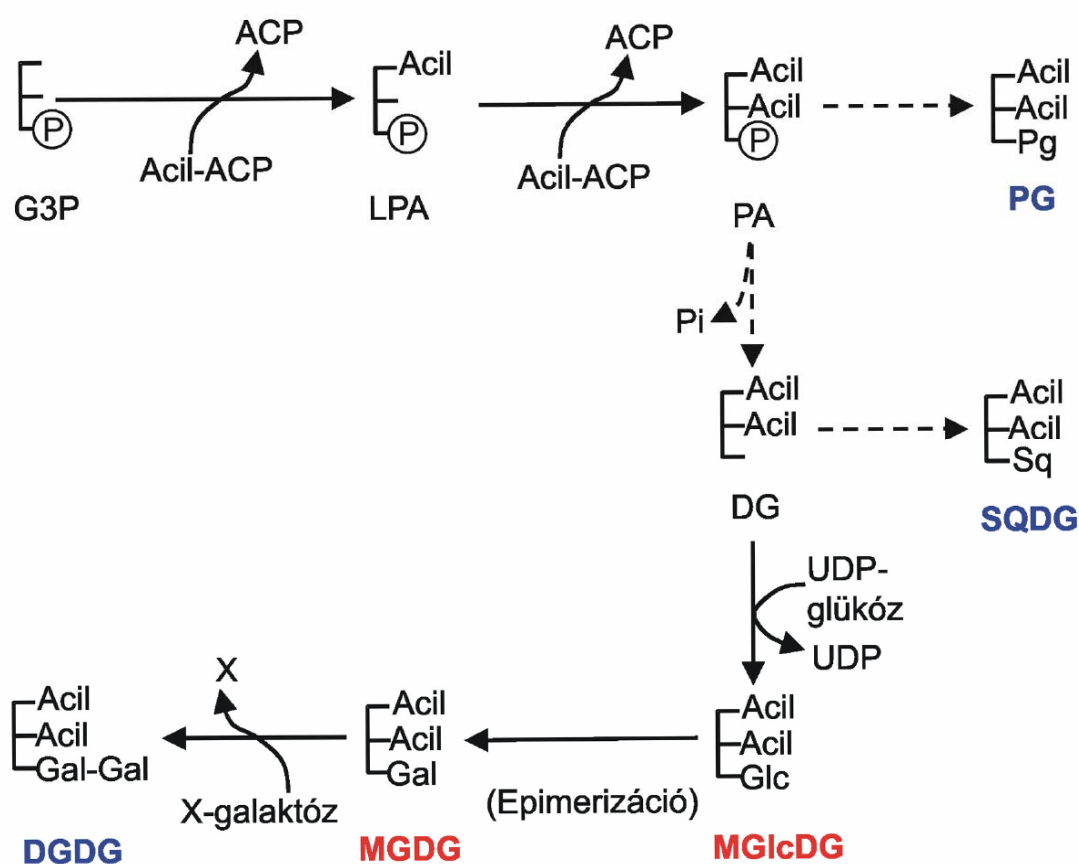 ACP
ACP
Acil
Acil
Acil
Acil
Acil
P
P
P
Pg
Acil-ACP
Acil-ACP
G3P
LPA
PA
PG
Pi
Acil
Acil
Acil
Acil
Sq
DG
SQDG
UDP-
glükóz
UDP
X
Acil
Acil
Acil
Acil
Acil
Acil
Gal-Gal
Gal
Glc
X-galaktóz
(Epimerizáció)
DGDG
MGDG
MGlcDG